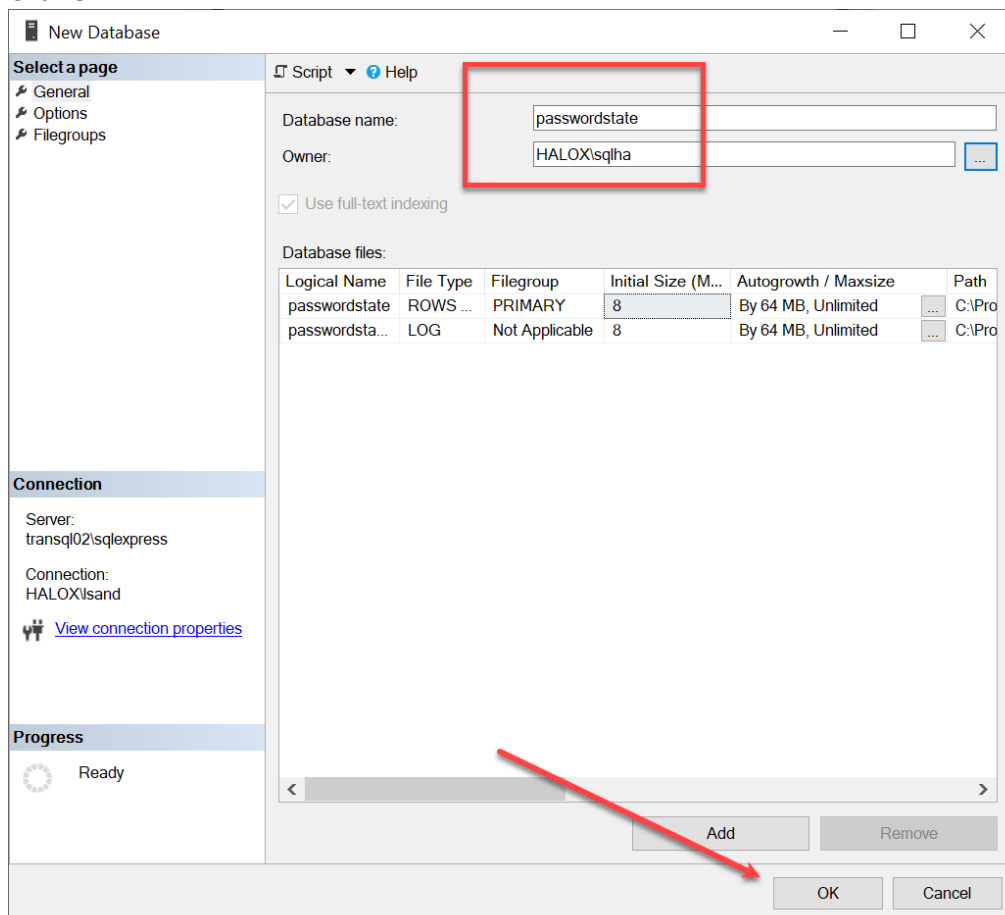 New Database
Select a page
General
Options
Filegroups
Script Help
Database name: passwordstate
Owner: HALOX\sqlha ...
Use full-text indexing
Database files:
Logical Name File Type Filegroup Initial Size (M... Autogrowth / Maxsize Path
passwordstate ROWS ... PRIMARY 8 By 64 MB, Unlimited ... C:\Pro
passwordsta... LOG Not Applicable 8 By 64 MB, Unlimited ... C:\Pro
Connection
Server:
transql02\sqlexpress
Connection:
HALOX\lsand
View connection properties
Progress
Ready
Add Remove
OK Cancel